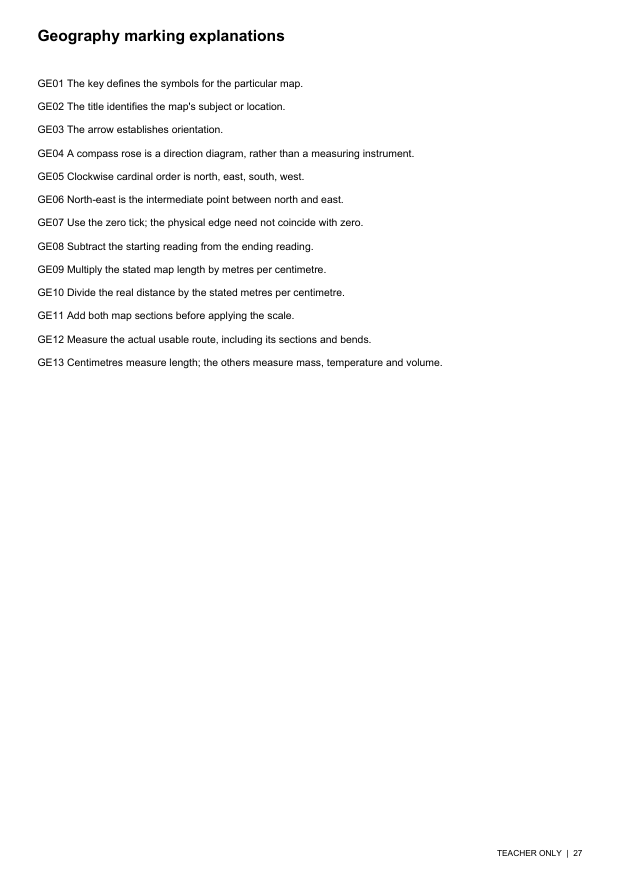 Geography marking explanations
GE01 The key defines the symbols for the particular map.
GE02 The title identifies the map's subject or location.
GE03 The arrow establishes orientation.
GE04 A compass rose is a direction diagram, rather than a measuring instrument.
GE05 Clockwise cardinal order is north, east, south, west.
GE06 North-east is the intermediate point between north and east.
GE07 Use the zero tick; the physical edge need not coincide with zero.
GE08 Subtract the starting reading from the ending reading.
GE09 Multiply the stated map length by metres per centimetre.
GE10 Divide the real distance by the stated metres per centimetre.
GE11 Add both map sections before applying the scale.
GE12 Measure the actual usable route, including its sections and bends.
GE13 Centimetres measure length; the others measure mass, temperature and volume.
TEACHER ONLY | 27